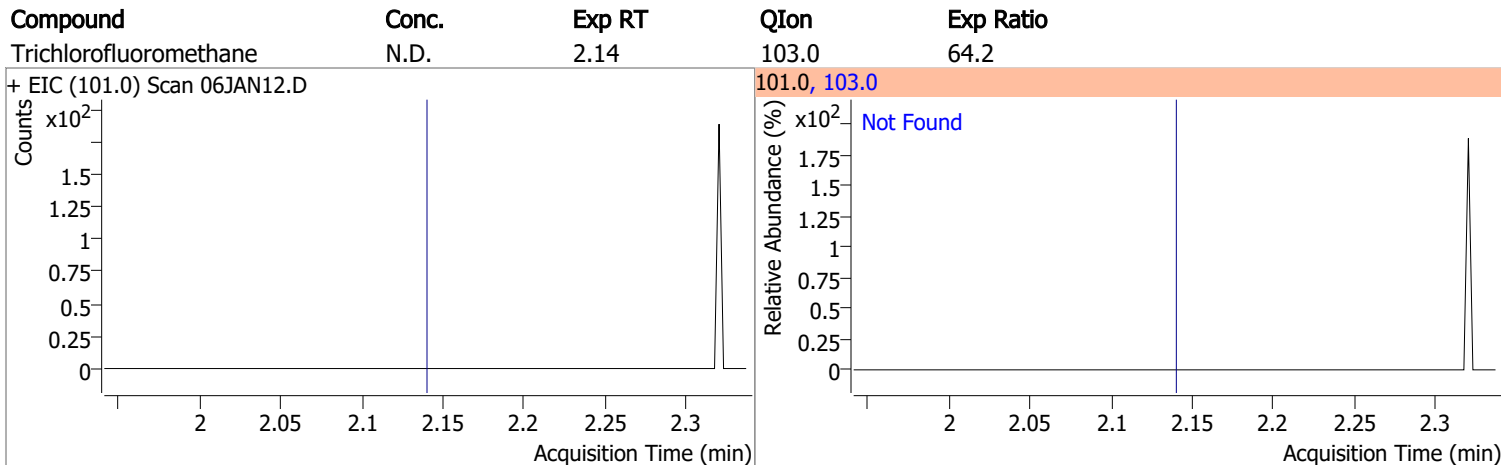 Compound Conc. Exp RT QIon Exp Ratio
Trichlorofluoromethane N.D. 2.14 103.0 64.2
+ EIC (101.0) Scan 06JAN12.D
Counts
x10²
1.5
1.25
1
0.75
0.5
0.25
0
2 2.05 2.1 2.15 2.2 2.25 2.3
Acquisition Time (min)
101.0, 103.0
Relative Abundance (%)
x10²
Not Found
1.75
1.5
1.25
1
0.75
0.5
0.25
0
2 2.05 2.1 2.15 2.2 2.25 2.3
Acquisition Time (min)